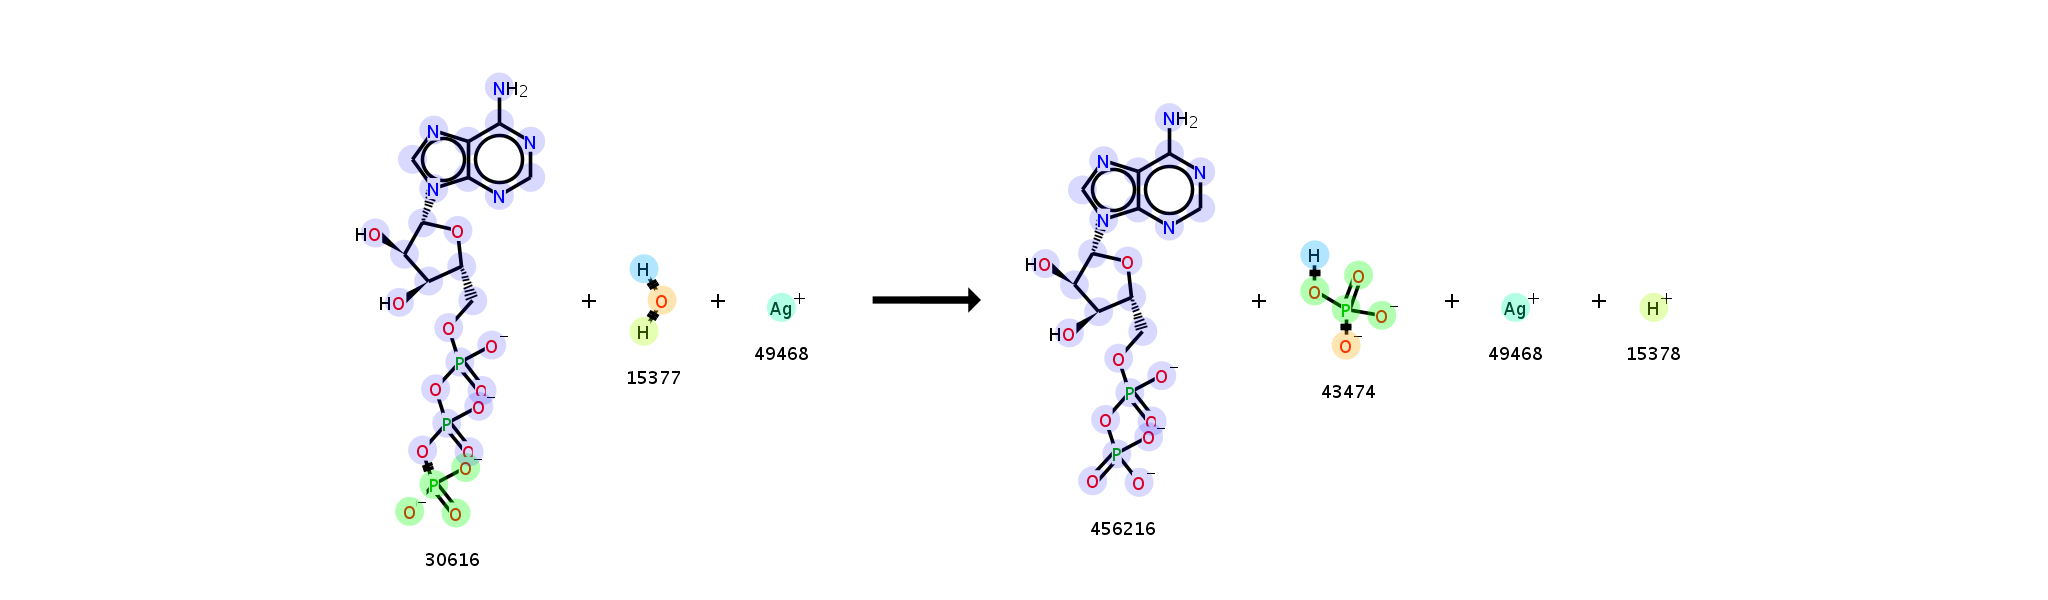 NH2
N
N
N
N
O
HO
HO
O
P
O−
O
O
O−
P
O
O
O−
P
O−
O
30616
+
H
O
H
15377
+
Ag+
49468
NH2
N
N
N
N
O
HO
HO
O
P
O−
O
O
O−
P
O
O−
456216
+
H
O
O
P
O−
O−
43474
+
Ag+
49468
+
H+
15378